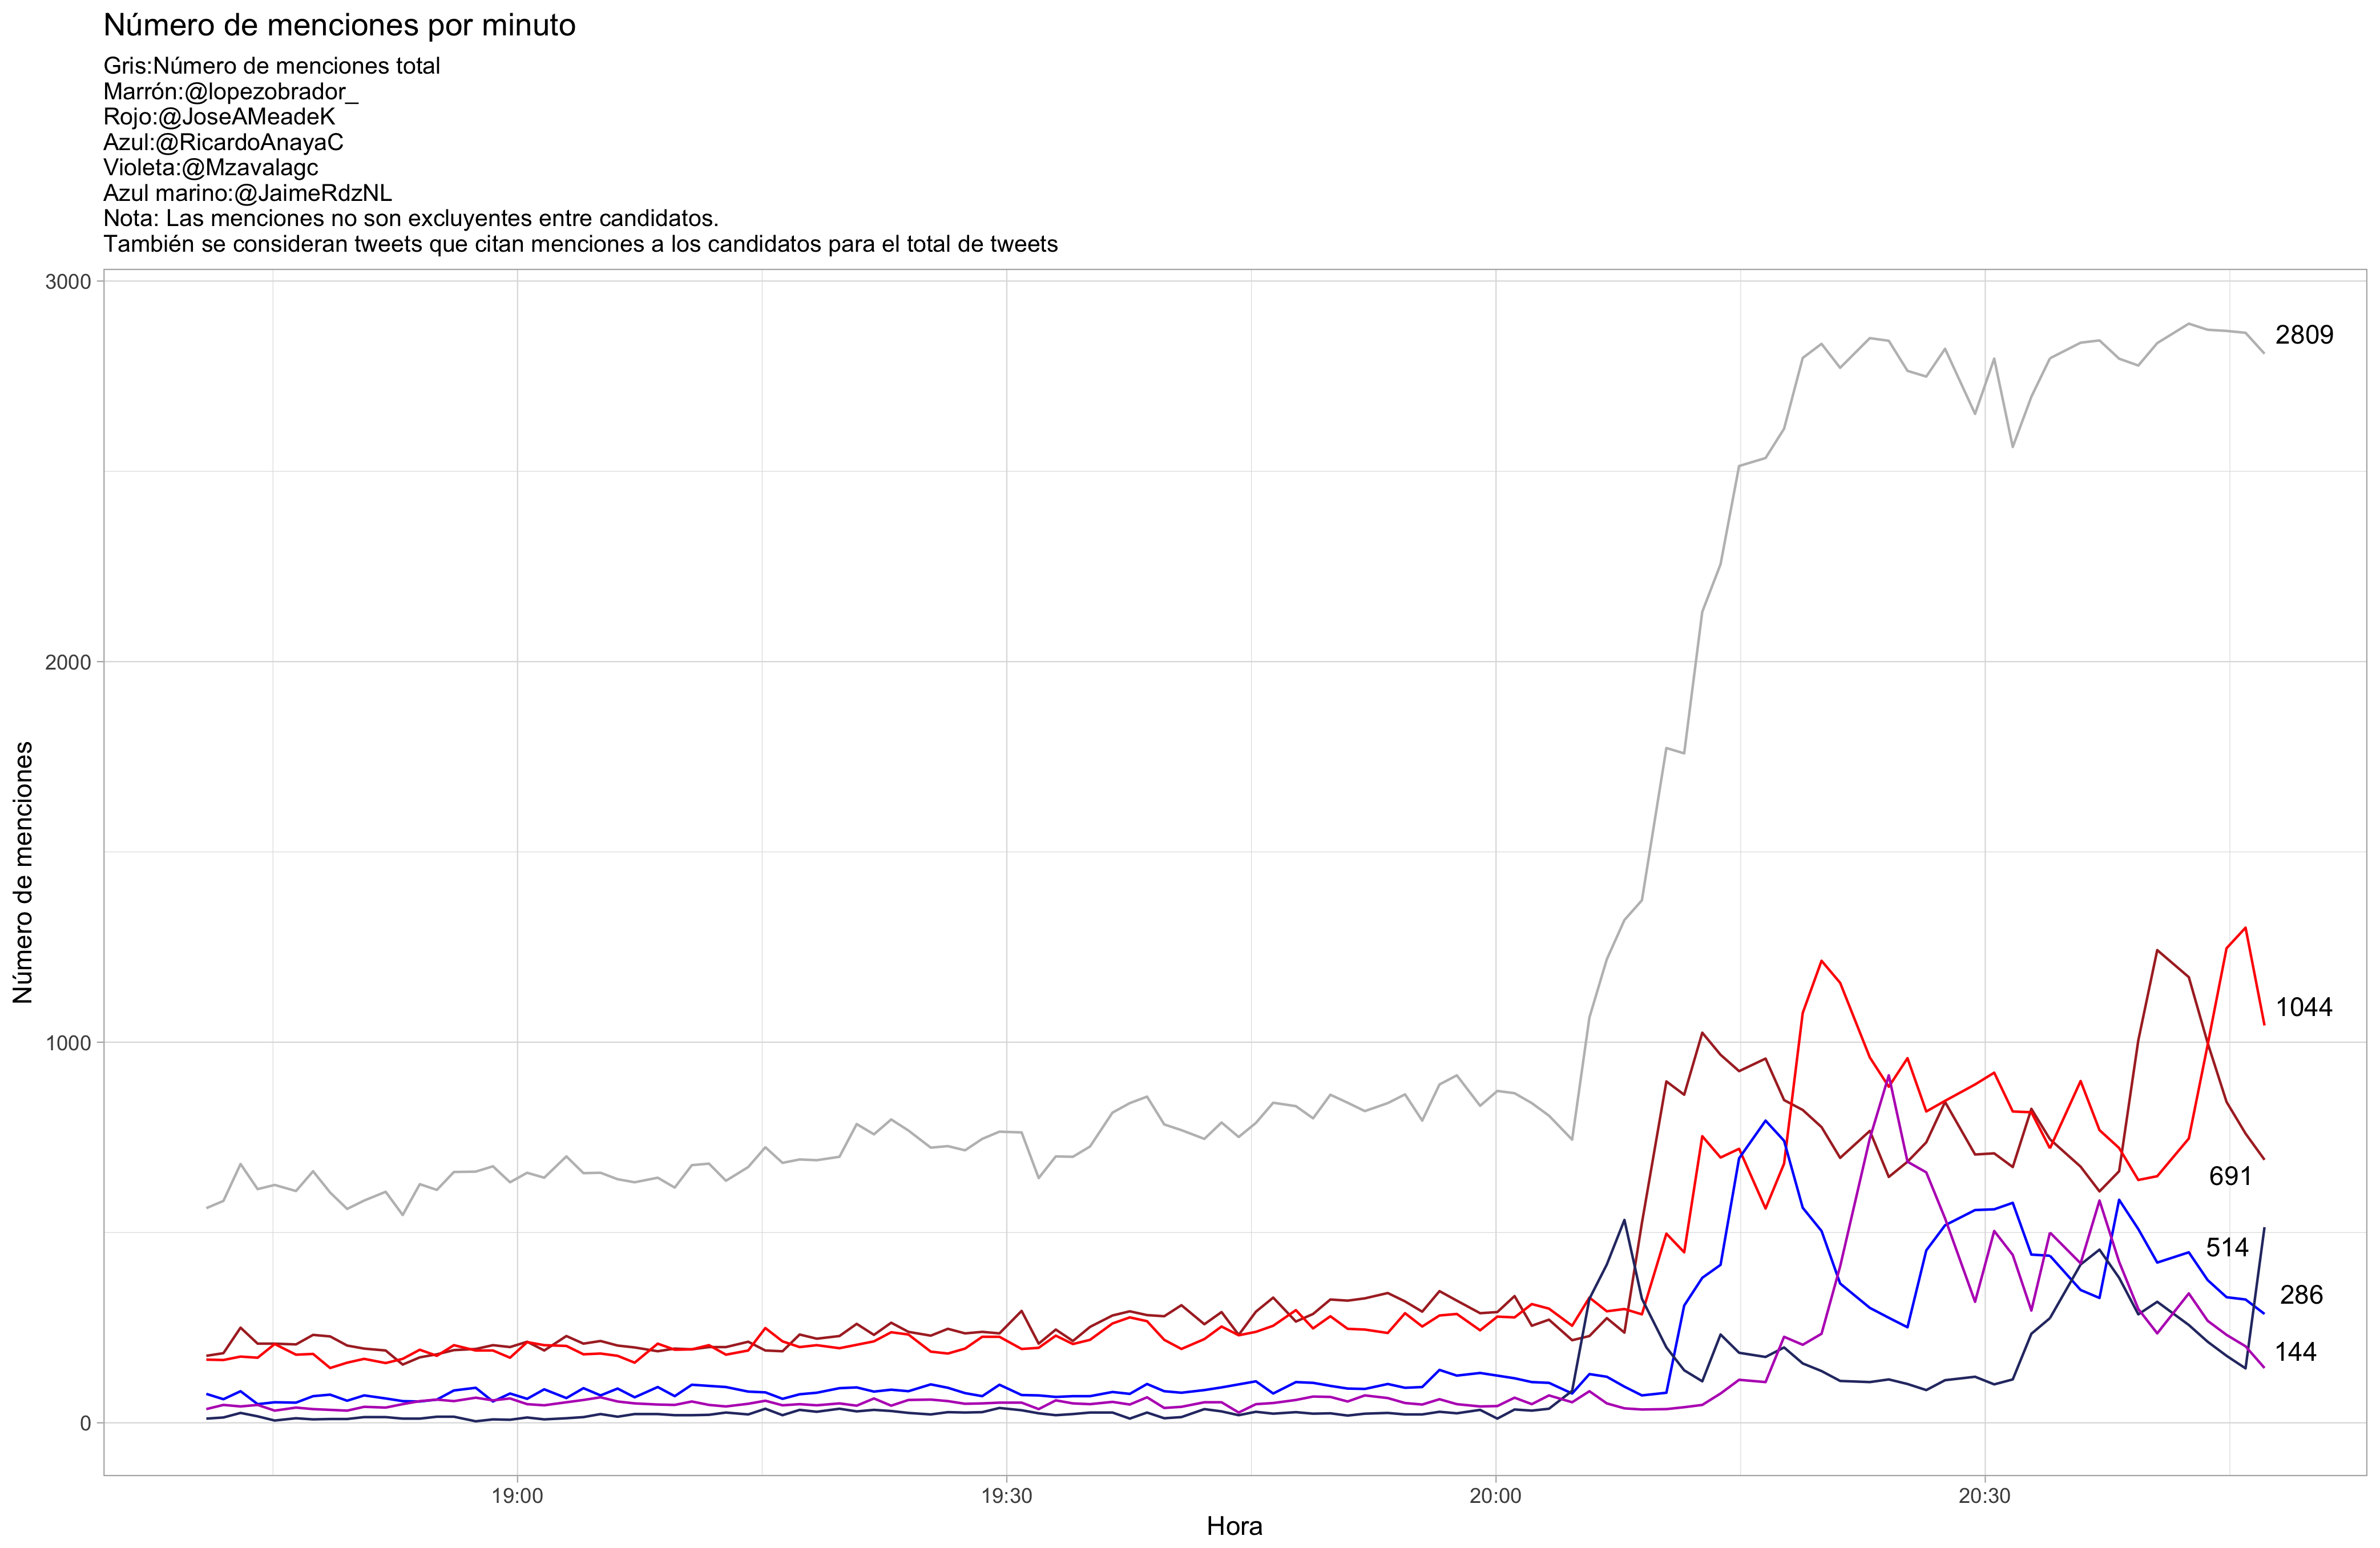 Número de menciones por minuto
Gris:Número de menciones total
Marrón:@lopezobrador_
Rojo:@JoseAMeadeK
Azul:@RicardoAnayaC
Violeta:@Mzavalagc
Azul marino:@JaimeRdzNL
Nota: Las menciones no son excluyentes entre candidatos.
También se consideran tweets que citan menciones a los candidatos para el total de tweets
3000
2000
1000
0
Número de menciones
2809
1044
691
514
286
144
19:00
19:30
20:00
20:30
Hora